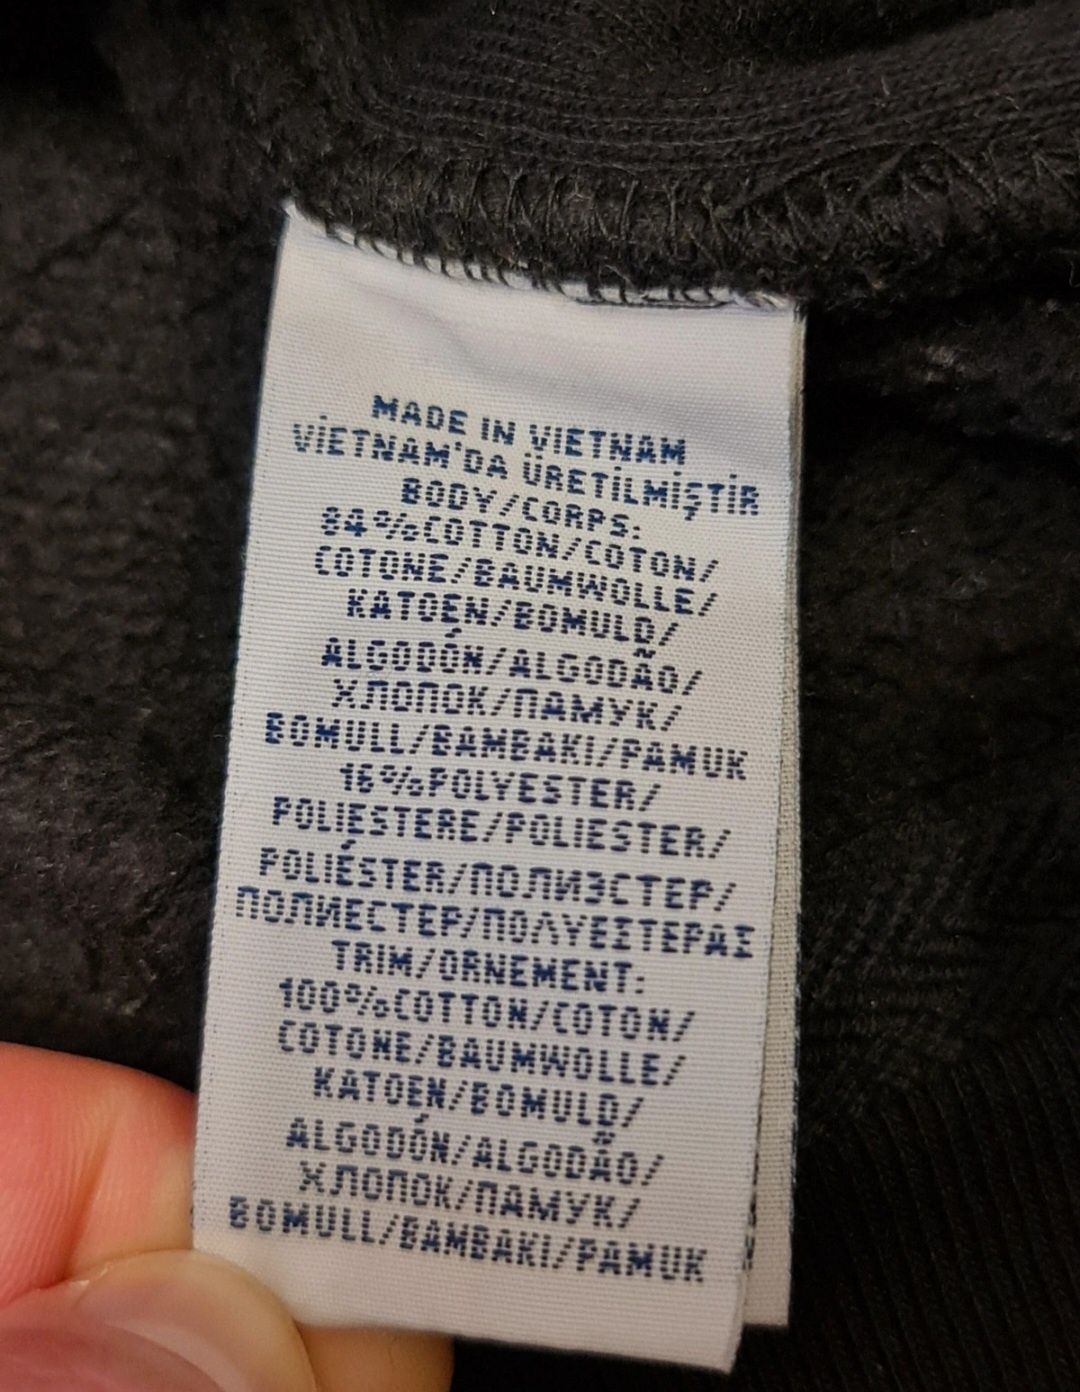 MADE IN VIETNAM
VİETNAM'DA ÜRETİLMİŞTİR
BODY/CORPS:
84%COTTON/COTON/
COTONE/BAUMWOLLE/
KATOEN/BOMULD/
ALGODÓN/ALGODÃO/
ХЛОПОК/ПАМУК/
BOMULL/BAMBAKI/PAMUK
16%POLYESTER/
POLIESTERE/POLIESTER/
POLIÉSTER/ПОЛИЭСТЕР/
ПОЛИЕСТЕР/ΠΟΛΥΕΣΤΕΡΑΣ
TRIM/ORNEMENT:
100%COTTON/COTON/
COTONE/BAUMWOLLE/
KATOEN/BOMULD/
ALGODÓN/ALGODÃO/
ХЛОПОК/ПАМУК/
BOMULL/BAMBAKI/PAMUK